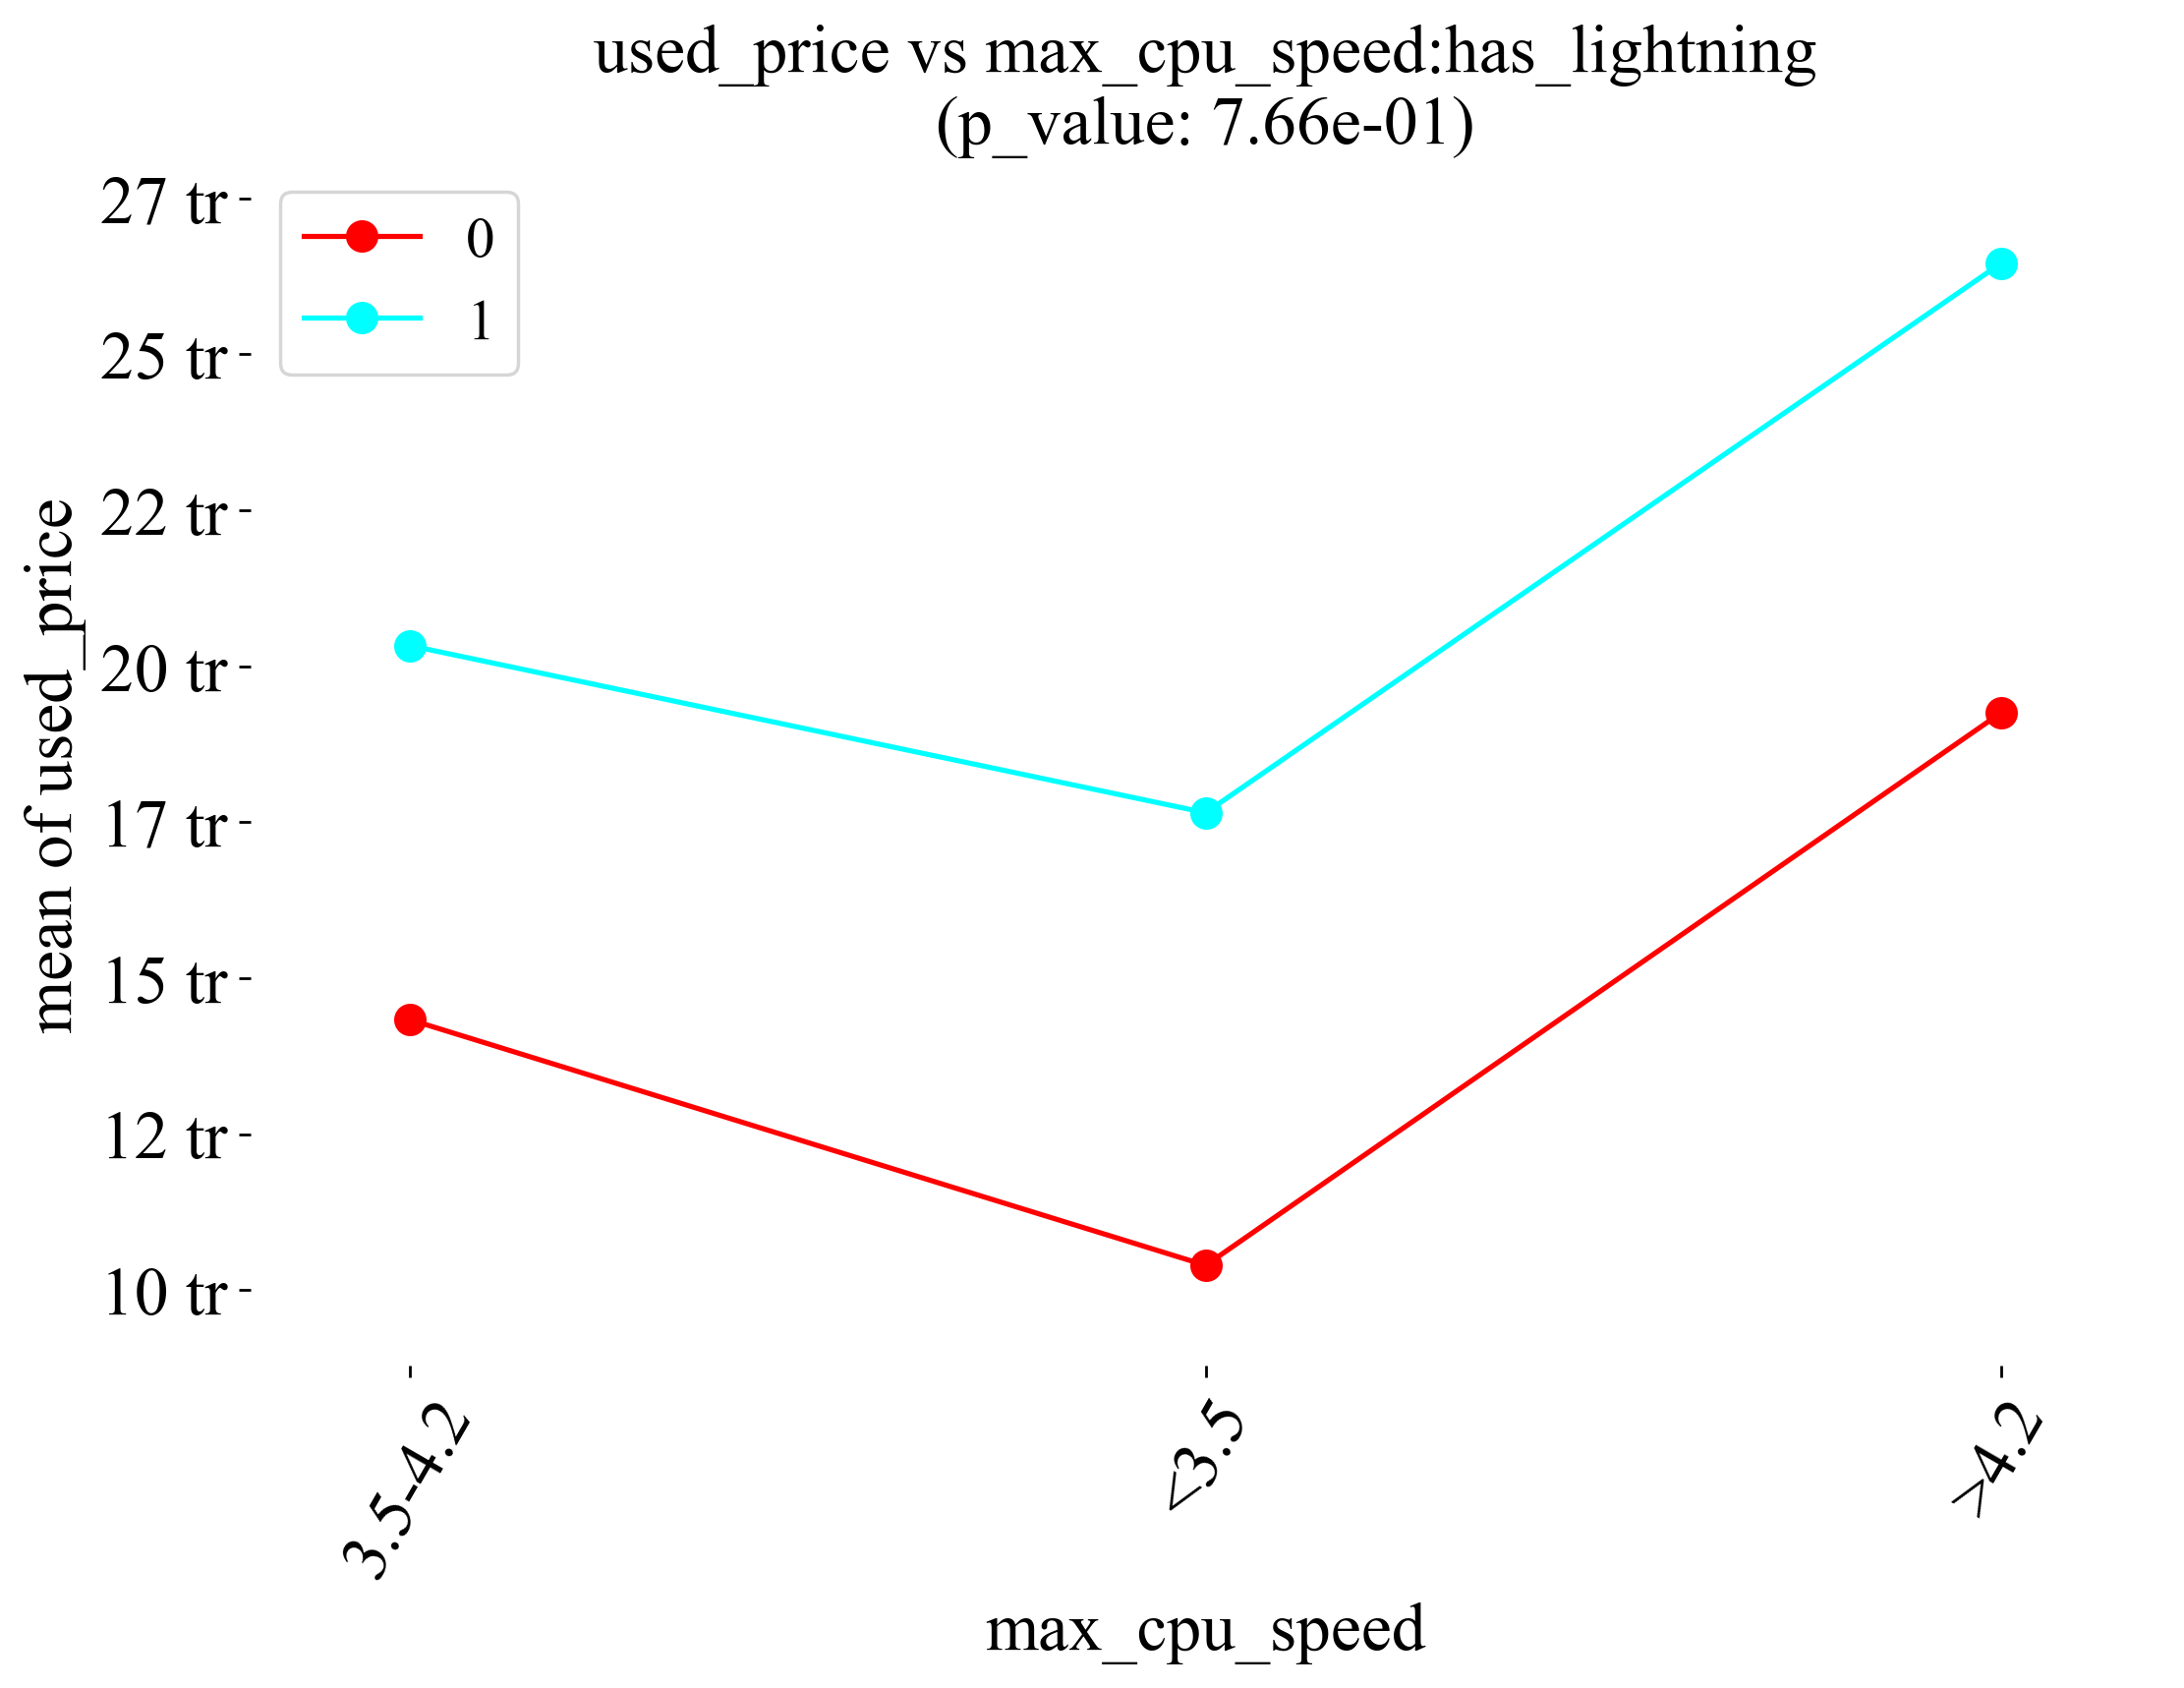 used_price vs max_cpu_speed:has_lightning
(p_value: 7.66e-01)
27 tr
25 tr
22 tr
20 tr
17 tr
15 tr
12 tr
10 tr
mean of used_price
0
1
3.5-4.2
<3.5
>4.2
max_cpu_speed